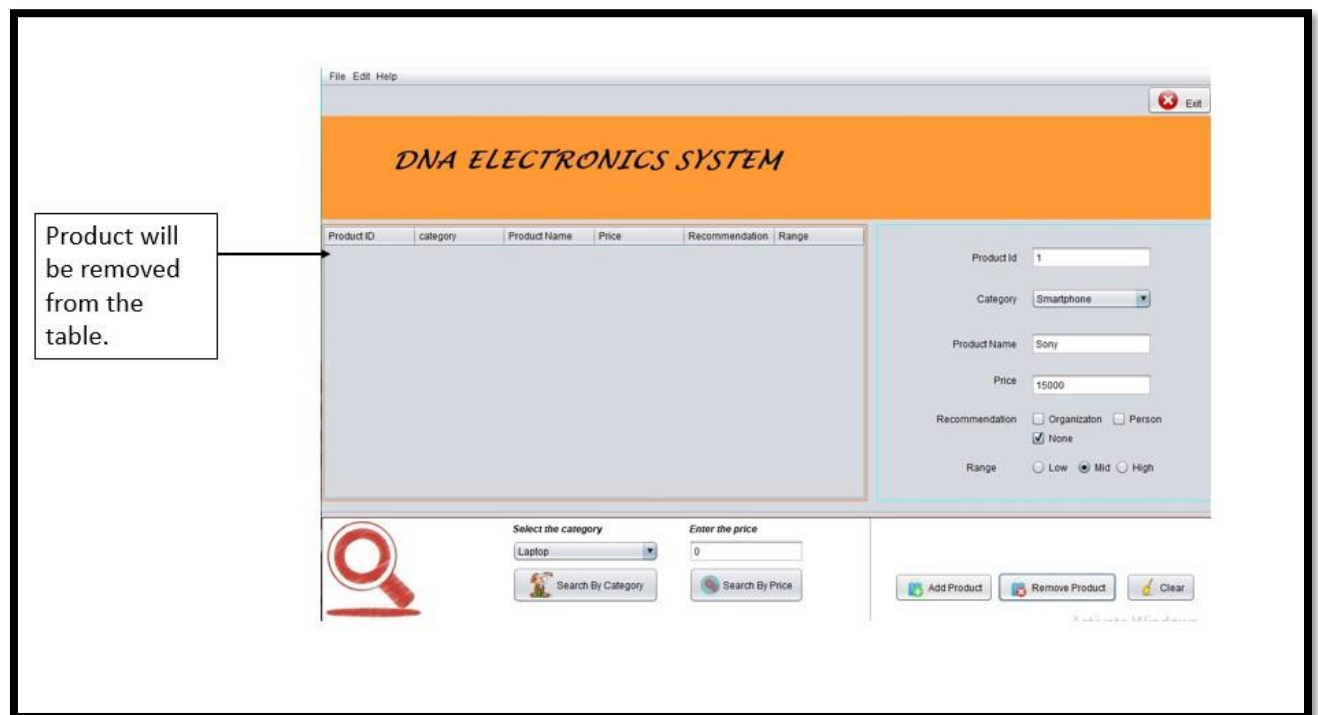 File Edit Help
Exit
DNA ELECTRONICS SYSTEM
Product will
be removed
from the
table.
Product ID category Product Name Price Recommendation Range
Product Id 1
Category Smartphone
Product Name Sony
Price 15000
Recommendation Organizaton Person
None
Range Low Mid High
Select the category Enter the price
Laptop 0
Search By Category Search By Price
Add Product Remove Product Clear
Activate Windows